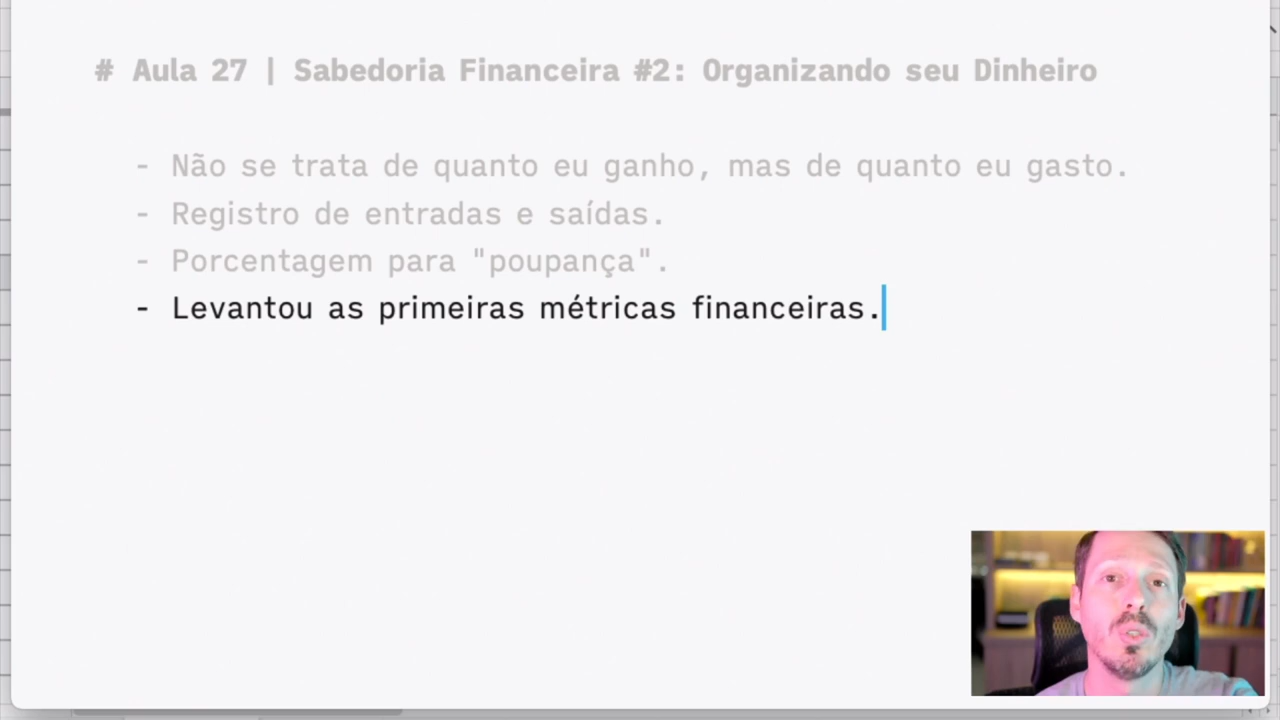 # Aula 27 | Sabedoria Financeira #2: Organizando seu Dinheiro
- Não se trata de quanto eu ganho, mas de quanto eu gasto.
- Registro de entradas e saídas.
- Porcentagem para "poupança".
- Levantou as primeiras métricas financeiras.